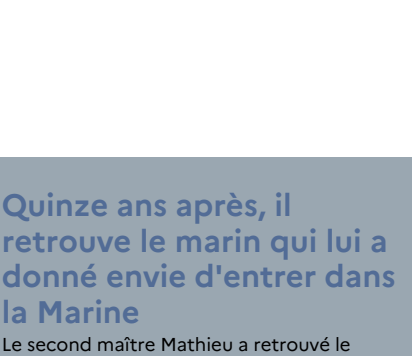 Quinze ans après, il
retrouve le marin qui lui a
donné envie d'entrer dans
la Marine
Le second maître Mathieu a retrouvé le